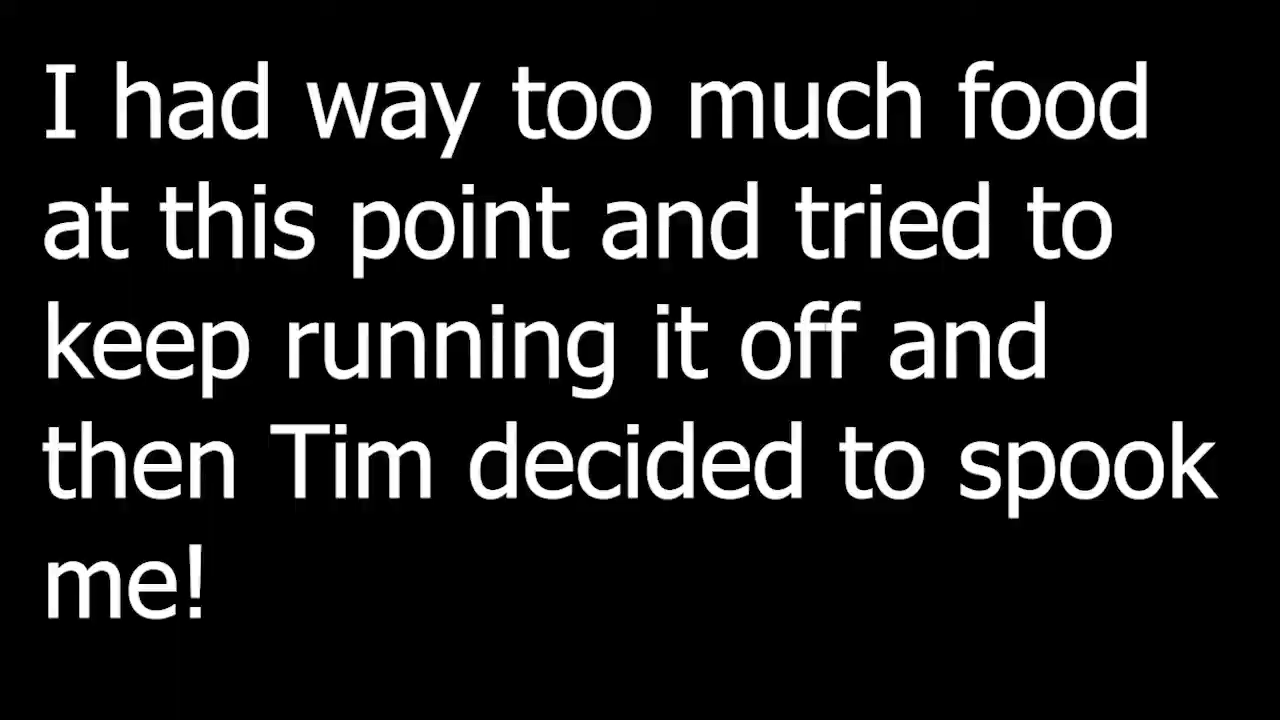 I had way too much food
at this point and tried to
keep running it off and
then Tim decided to spook
me!